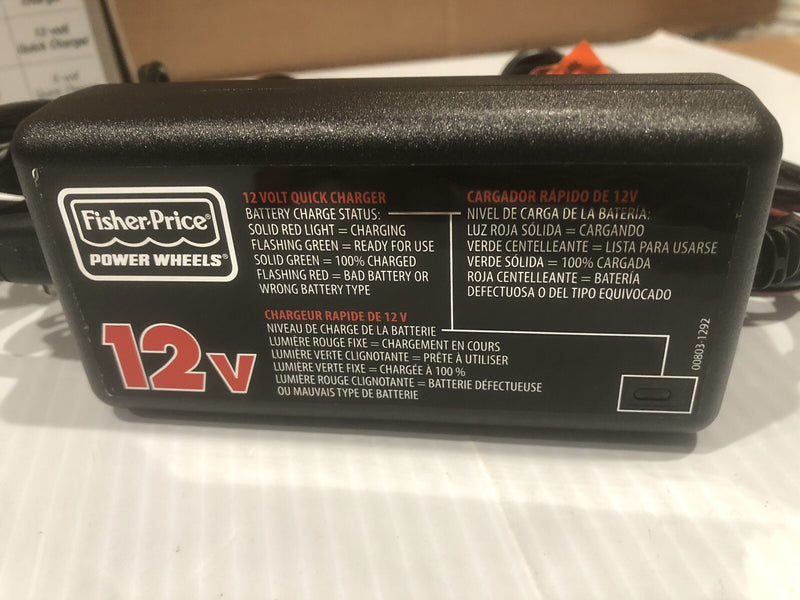 12 volt
Quick Charger
Fisher-Price®
POWER WHEELS®
12V
12 VOLT QUICK CHARGER
BATTERY CHARGE STATUS:
SOLID RED LIGHT = CHARGING
FLASHING GREEN = READY FOR USE
SOLID GREEN = 100% CHARGED
FLASHING RED = BAD BATTERY OR
WRONG BATTERY TYPE
CARGADOR RÁPIDO DE 12V
NIVEL DE CARGA DE LA BATERÍA:
LUZ ROJA SÓLIDA = CARGANDO
VERDE CENTELLEANTE = LISTA PARA USARSE
VERDE SÓLIDA = 100% CARGADA
ROJA CENTELLEANTE = BATERÍA
DEFECTUOSA O DEL TIPO EQUIVOCADO
CHARGEUR RAPIDE DE 12 V
NIVEAU DE CHARGE DE LA BATTERIE
LUMIÈRE ROUGE FIXE = CHARGEMENT EN COURS
LUMIÈRE VERTE CLIGNOTANTE = PRÊTE À UTILISER
LUMIÈRE VERTE FIXE = CHARGÉE À 100 %
LUMIÈRE ROUGE CLIGNOTANTE = BATTERIE DÉFECTUEUSE
OU MAUVAIS TYPE DE BATTERIE
00803-1292